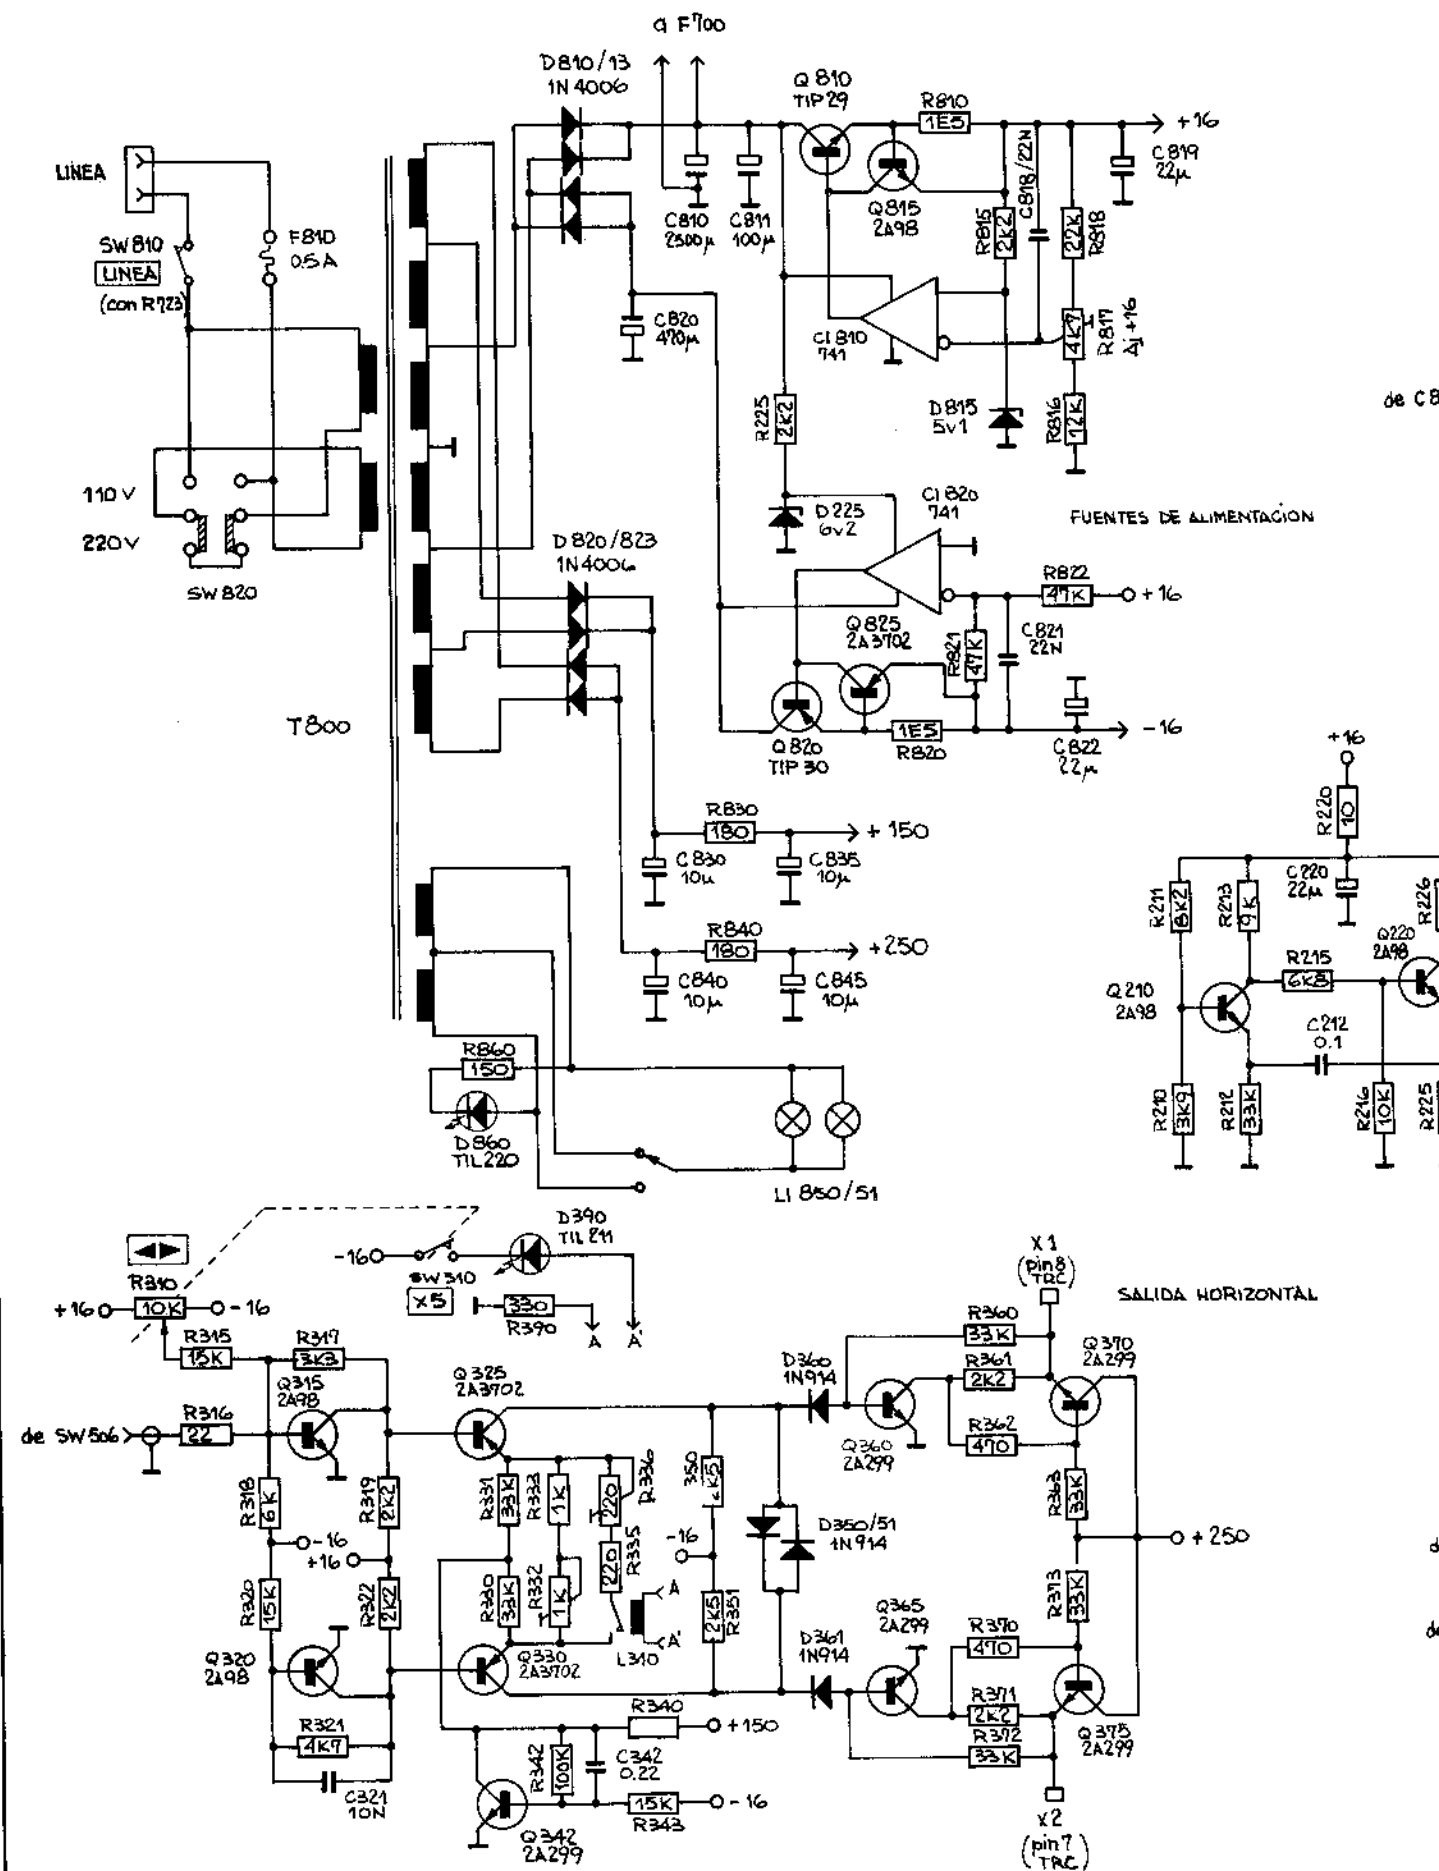 a F700
D810/13
1N4006
Q810
TIP29
R810
1E5
+16
C819
22µ
LINEA
SW810
LINEA
(con R723)
F810
0.5A
C810
2500µ
C811
100µ
Q815
2A98
R815
2K2
C818/22N
22K
R818
C820
470µ
CI810
741
4K7
R817
Aj +16
R225
2K2
D815
5v1
R816
12K
de C8
110V
220V
SW820
D225
6v2
CI820
741
FUENTES DE ALIMENTACION
D820/823
1N4006
R822
47K
+16
Q825
2A3702
R821
47K
C821
22N
T800
Q820
TIP30
1E5
R820
C822
22µ
-16
+16
R220
10
R830
180
+150
C830
10µ
C835
10µ
R211
8K2
R213
9K
C220
22µ
R226
R840
180
+250
C840
10µ
C845
10µ
Q220
2A98
R215
6K8
Q210
2A98
C212
0.1
R860
150
D860
TIL220
R210
3K9
R212
33K
R216
10K
R225
LI 850/51
D390
TIL211
-16
SW310
X5
330
R390
A
A'
R310
+16
10K
-16
X1
(pin8)
TRC
SALIDA HORIZONTAL
R315
15K
R317
3K3
Q315
2A98
Q325
2A3702
D360
1N914
R360
33K
R361
2K2
Q370
2A299
de SW506
R316
22
R362
470
Q360
2A299
R318
6K
R319
2K2
R331
33K
R333
1K
220
R336
350
2K5
R363
33K
-16
+16
D350/51
1N914
-16
+250
R320
15K
R322
2K2
R330
33K
R332
1K
220
R335
A
A'
L310
2K5
R351
R373
33K
Q365
2A299
D361
1N914
R370
470
Q320
2A98
Q330
2A3702
R321
4K7
C321
10N
R340
+150
R371
2K2
R372
33K
Q375
2A299
R342
100K
C342
0.22
15K
R343
-16
Q342
2A299
X2
(pin7)
TRC